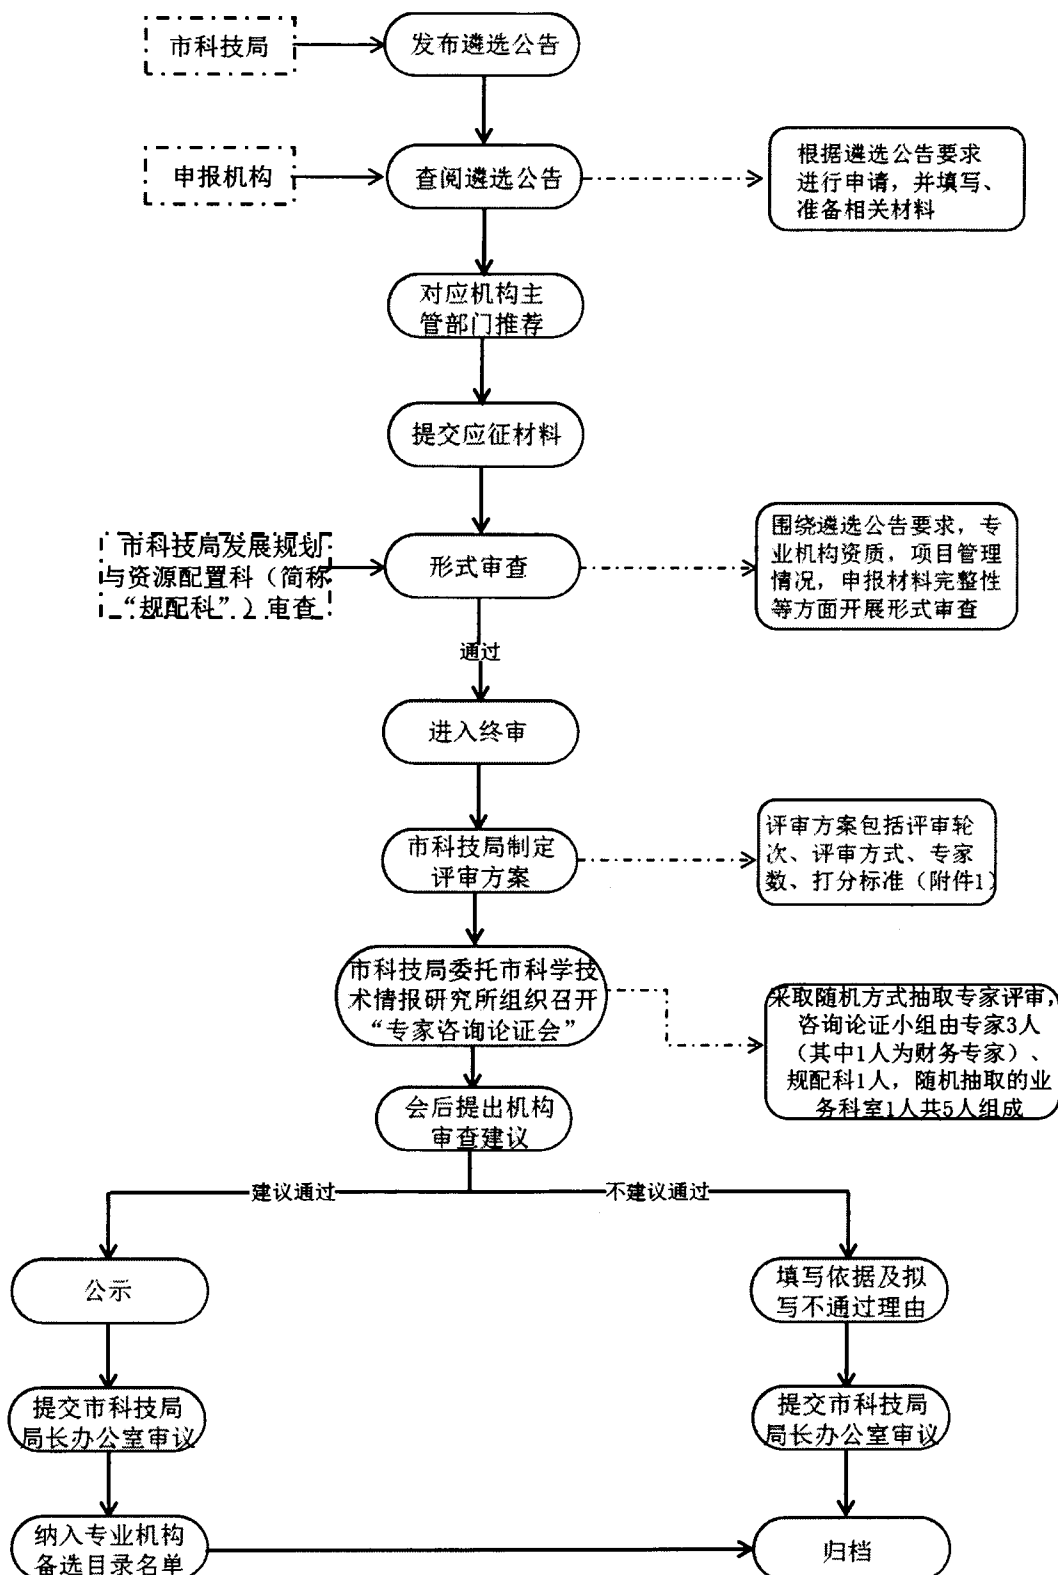 市科技局
发布遴选公告
申报机构
查阅遴选公告
根据遴选公告要求
进行申请，并填写、
准备相关材料
对应机构主
管部门推荐
提交应征材料
市科技局发展规划
与资源配置科（简称
“规配科”）审查
形式审查
围绕遴选公告要求，专
业机构资质，项目管理
情况，申报材料完整性
等方面开展形式审查
通过
进入终审
市科技局制定
评审方案
评审方案包括评审轮
次、评审方式、专家
数、打分标准（附件1）
市科技局委托市科学技
术情报研究所组织召开
“专家咨询论证会”
采取随机方式抽取专家评审，
咨询论证小组由专家3人
（其中1人为财务专家）、
规配科1人，随机抽取的业
务科室1人共5人组成
会后提出机构
审查建议
建议通过
不建议通过
公示
填写依据及拟
写不通过理由
提交市科技局
局长办公室审议
提交市科技局
局长办公室审议
纳入专业机构
备选目录名单
归档